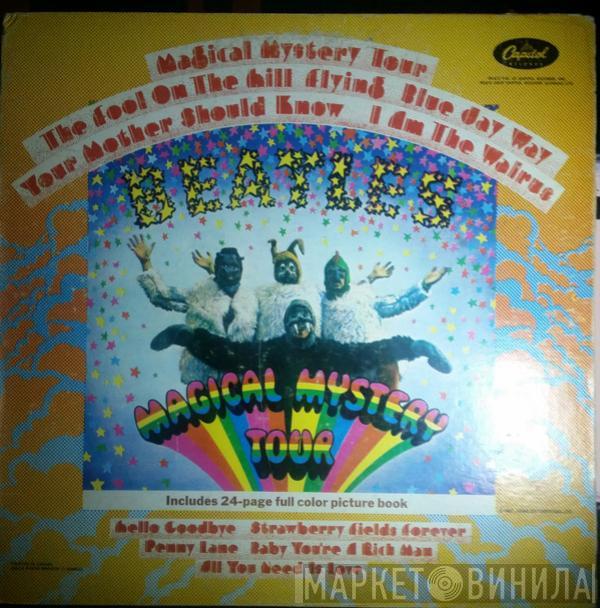 Magical Mystery Tour
The Fool On The Hill Flying Blue Jay Way
Your Mother Should Know I Am The Walrus
Capitol
RECORDS
BEATLES
MAGICAL MYSTERY
TOUR
Includes 24-page full color picture book
Hello Goodbye Strawberry Fields Forever
Penny Lane Baby You're A Rich Man
All You Need Is Love
МАРКЕТ ВИНИЛА